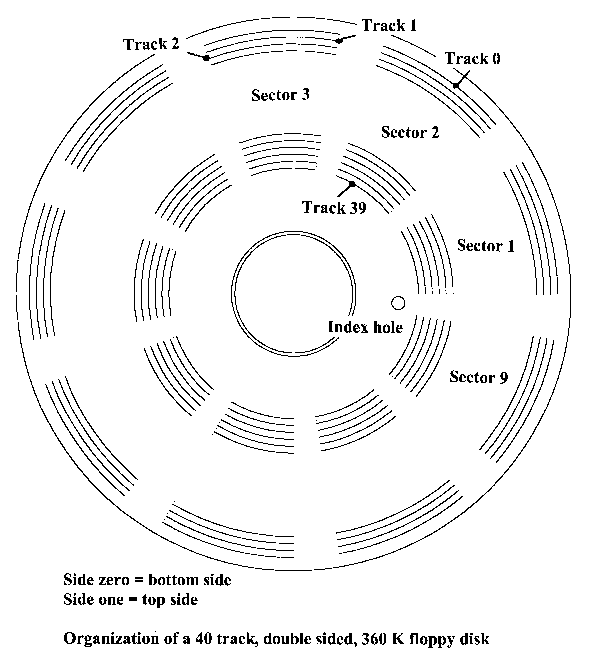 Track 1
Track 2
Track 0
Sector 3
Sector 2
Track 39
Sector 1
Index hole
Sector 9
Side zero = bottom side
Side one = top side
Organization of a 40 track, double sided, 360 K floppy disk